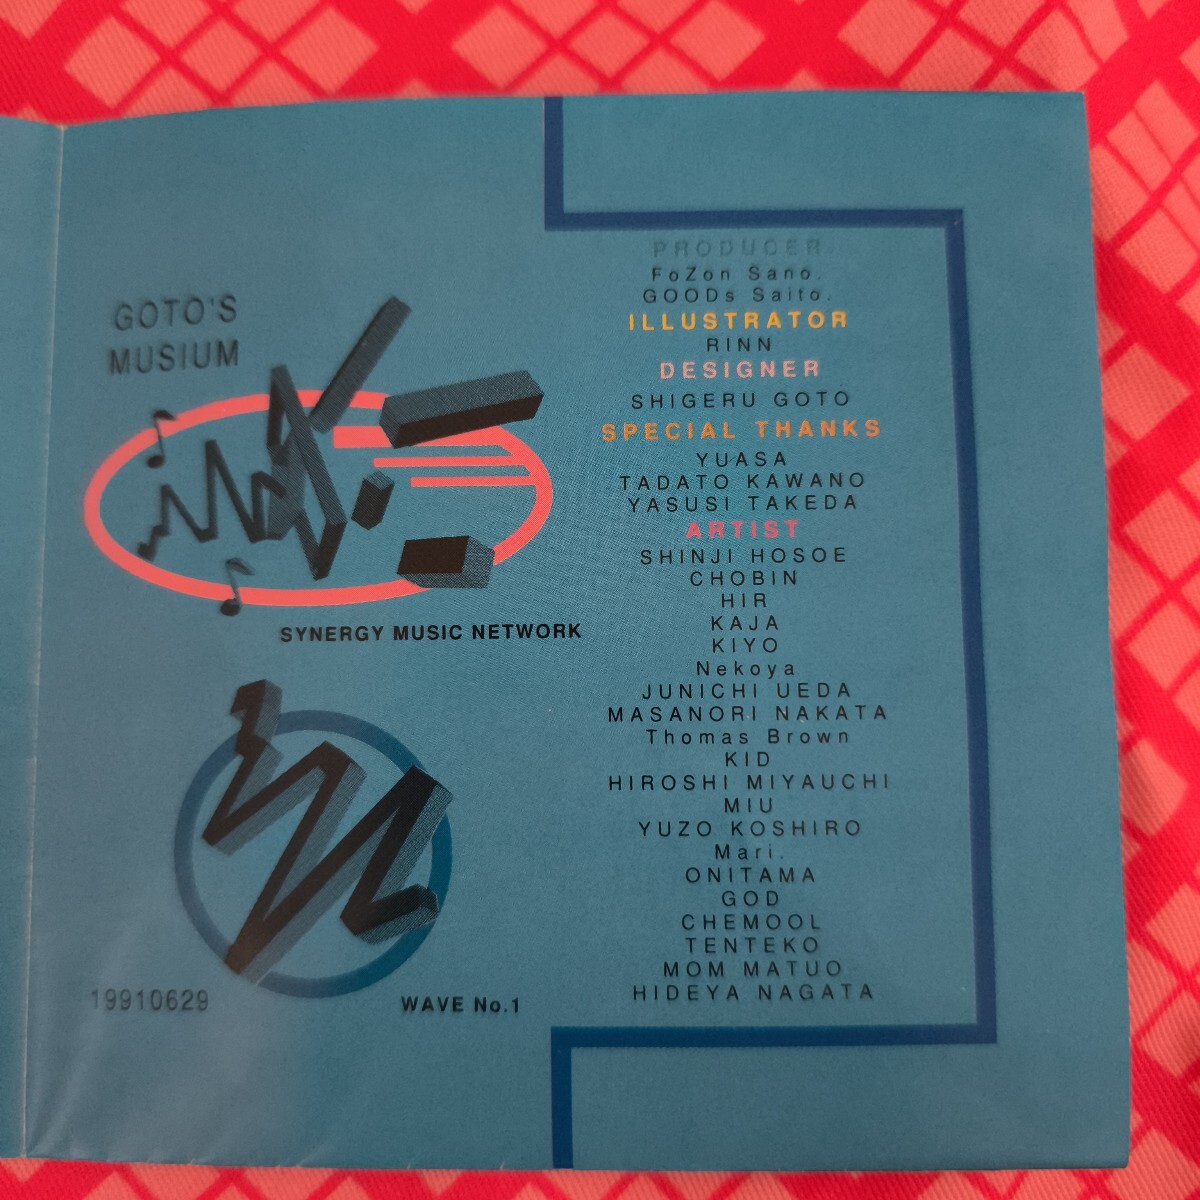 GOTO'S
MUSIUM
SYNERGY MUSIC NETWORK
19910629
WAVE No.1
PRODUCER
FoZon Sano.
GOODs Saito.
ILLUSTRATOR
RINN
DESIGNER
SHIGERU GOTO
SPECIAL THANKS
YUASA
TADATO KAWANO
YASUSI TAKEDA
ARTIST
SHINJI HOSOE
CHOBIN
HIR
KAJA
KIYO
Nekoya
JUNICHI UEDA
MASANORI NAKATA
Thomas Brown
KID
HIROSHI MIYAUCHI
MIU
YUZO KOSHIRO
Mari.
ONITAMA
GOD
CHEMOOL
TENTEKO
MOM MATUO
HIDEYA NAGATA